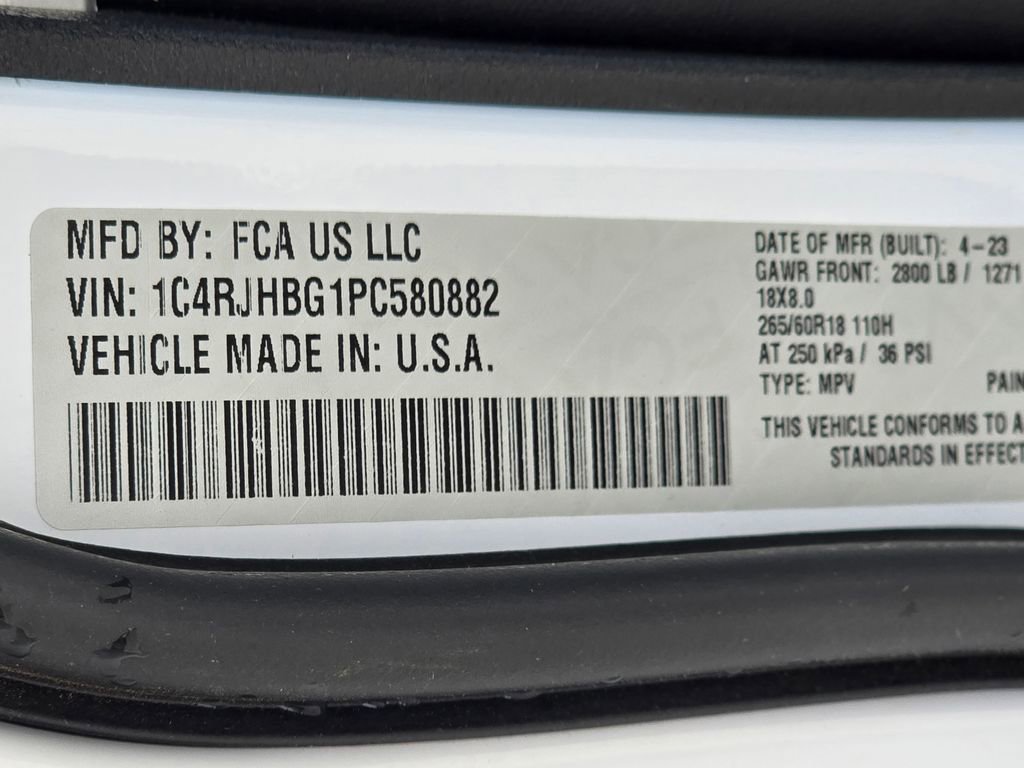 MFD BY: FCA US LLC
VIN: 1C4RJHBG1PC580882
VEHICLE MADE IN: U.S.A.
DATE OF MFR (BUILT): 4-23
GAWR FRONT: 2800 LB / 1271
18X8.0
265/60R18 110H
AT 250 kPa / 36 PSI
TYPE: MPV PAIN
THIS VEHICLE CONFORMS TO A
STANDARDS IN EFFECT